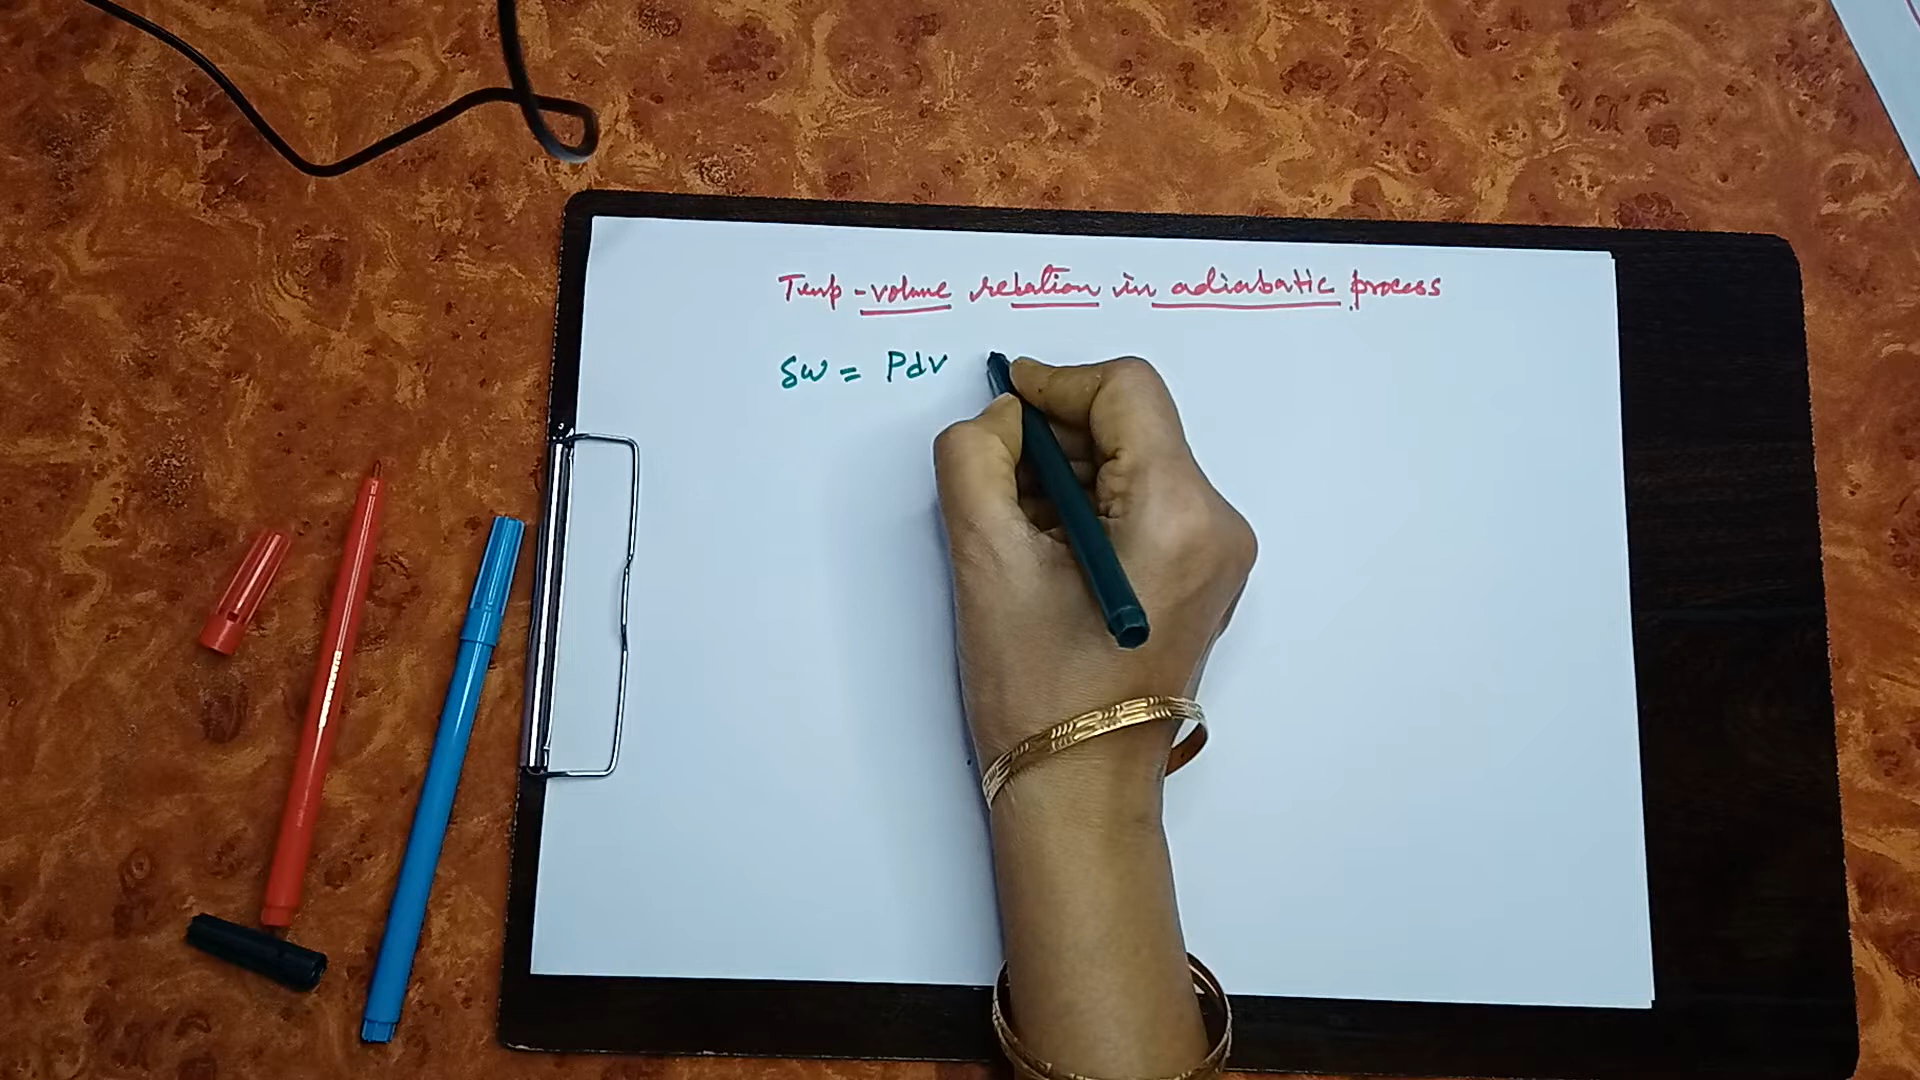 Temp - volume relation in adiabatic process
δw = Pdv